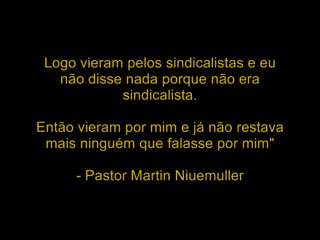 Logo vieram pelos sindicalistas e eu
não disse nada porque não era
sindicalista.
Então vieram por mim e já não restava
mais ninguém que falasse por mim"
- Pastor Martin Niuemuller